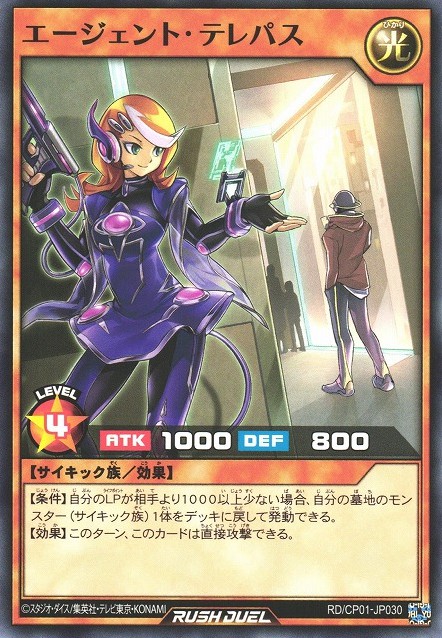 エージェント・テレパス
ひかり
光
LEVEL
4
ATK 1000 DEF 800
【サイキック族／効果】
【条件】自分のLPが相手より1000以上少ない場合、自分の墓地のモン
スター（サイキック族）1体をデッキに戻して発動できる。
【効果】このターン、このカードは直接攻撃できる。
©スタジオ・ダイス/集英社・テレビ東京・KONAMI
RUSH DUEL
RD/CP01-JP030